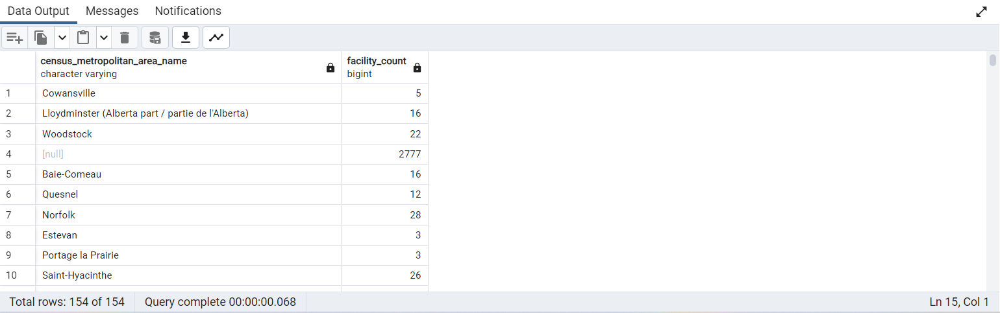 Data Output Messages Notifications
census_metropolitan_area_name facility_count
character varying bigint
1 Cowansville 5
2 Lloydminster (Alberta part / partie de l'Alberta) 16
3 Woodstock 22
4 [null] 2777
5 Baie-Comeau 16
6 Quesnel 12
7 Norfolk 28
8 Estevan 3
9 Portage la Prairie 3
10 Saint-Hyacinthe 26
Total rows: 154 of 154 Query complete 00:00:00.068 Ln 15, Col 1